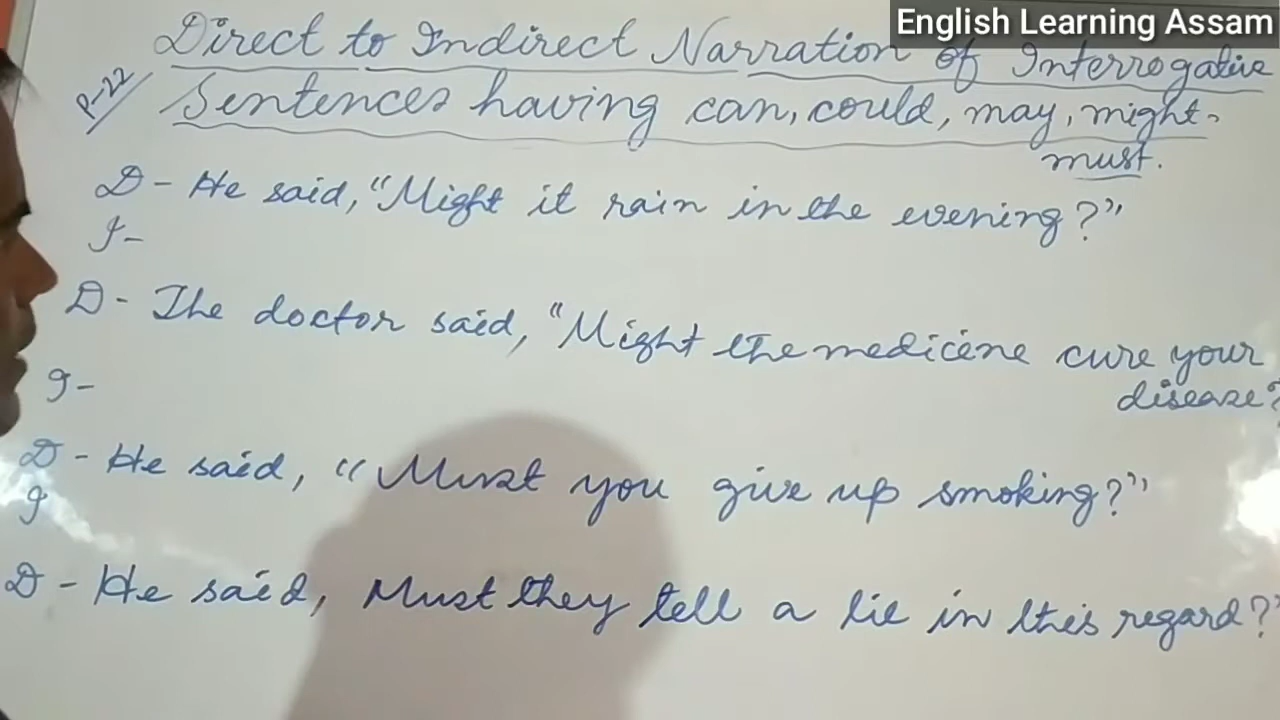 English Learning Assam
Direct to Indirect Narration of Interrogative
P-22
Sentences having can, could, may, might,
must.
D - He said, "Might it rain in the evening?"
I -
D - The doctor said, "Might the medicine cure your
disease?
I -
D - He said, "Must you give up smoking?"
I
D - He said, Must they tell a lie in this regard?"